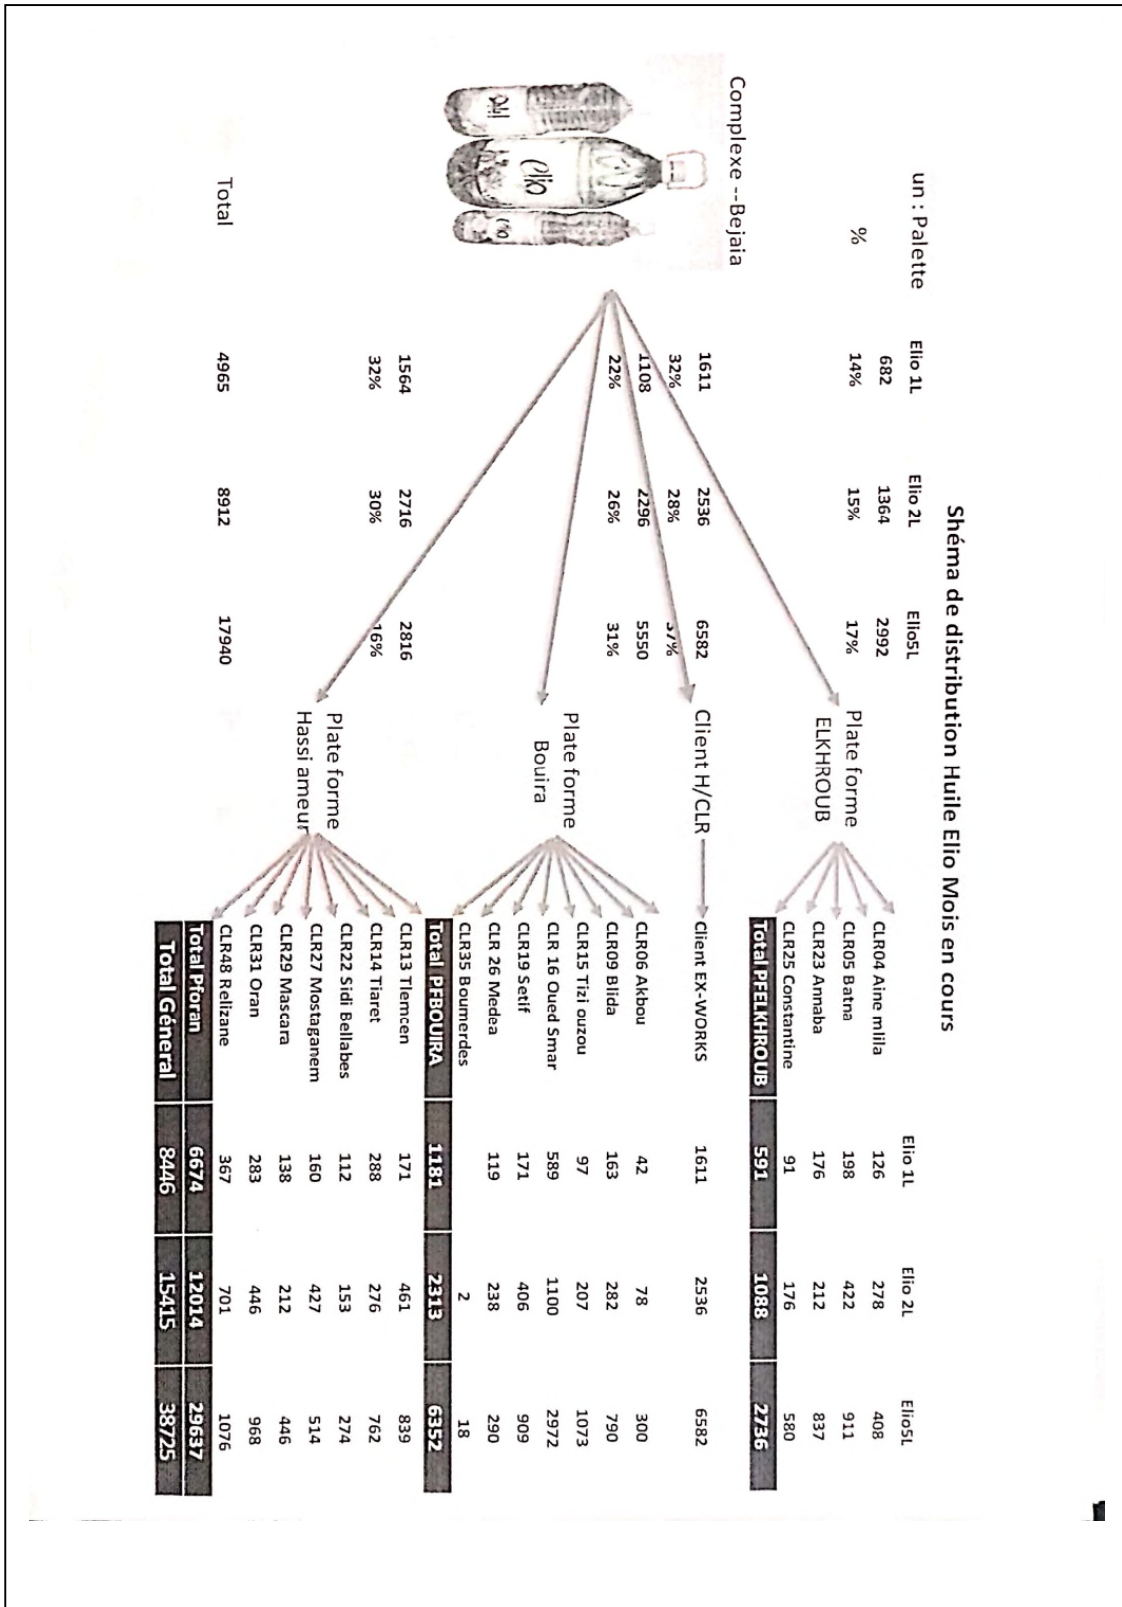 Shéma de distribution Huile Elio Mois en cours
un : Palette Elio 1L Elio 2L Elio5L Elio 1L Elio 2L Elio5L
682 1364 2992 CLR04 Aine mlila 126 278 408
% 14% 15% 17% Plate forme CLR05 Batna 198 422 911
ELKHROUB CLR23 Annaba 176 212 837
CLR25 Constantine 91 176 580
Total PFELKHROUB 591 1088 2736
Complexe --Bejaia
1611 2536 6582 Client H/CLR Client EX-WORKS 1611 2536 6582
32% 28% 37%
1108 2296 5550 CLR06 Akbou 42 78 300
22% 26% 31% CLR09 Blida 163 282 790
Plate forme CLR15 Tizi ouzou 97 207 1073
Bouira CLR 16 Oued Smar 589 1100 2972
elio
CLR19 Setif 171 406 909
CLR 26 Medea 119 238 290
CLR35 Boumerdes 2 18
Total PFBOUIRA 1181 2313 6352
1564 2716 2816 CLR13 Tlemcen 171 461 839
32% 30% 16% CLR14 Tiaret 288 276 762
Plate forme CLR22 Sidi Bellabes 112 153 274
Hassi ameur CLR27 Mostaganem 160 427 514
CLR29 Mascara 138 212 446
CLR31 Oran 283 446 968
Total 4965 8912 17940 CLR48 Relizane 367 701 1076
Total Pforan 6674 12014 29637
Total Géneral 8446 15415 38725